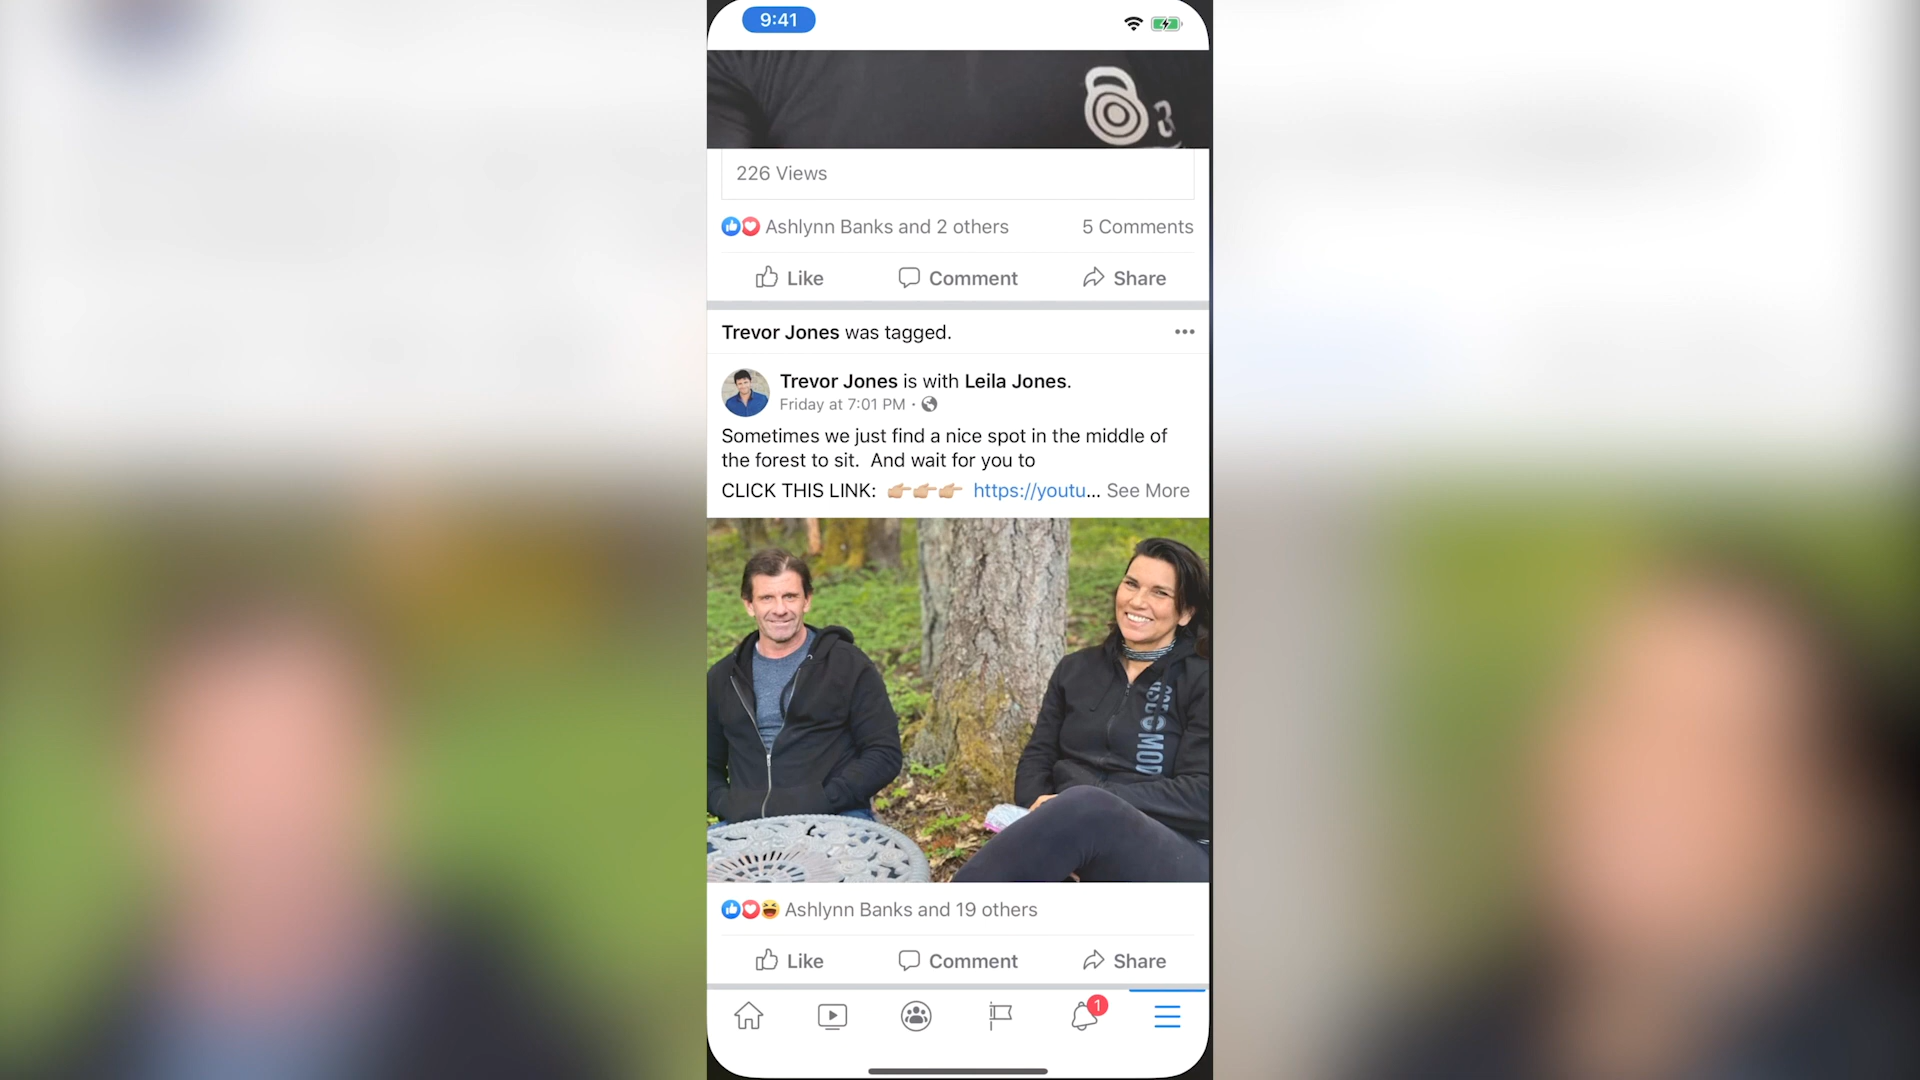 9:41
3
226 Views
Ashlynn Banks and 2 others 5 Comments
Like Comment Share
Trevor Jones was tagged.
Trevor Jones is with Leila Jones.
Friday at 7:01 PM ·
Sometimes we just find a nice spot in the middle of
the forest to sit. And wait for you to
CLICK THIS LINK: https://youtu... See More
Ashlynn Banks and 19 others
Like Comment Share
1